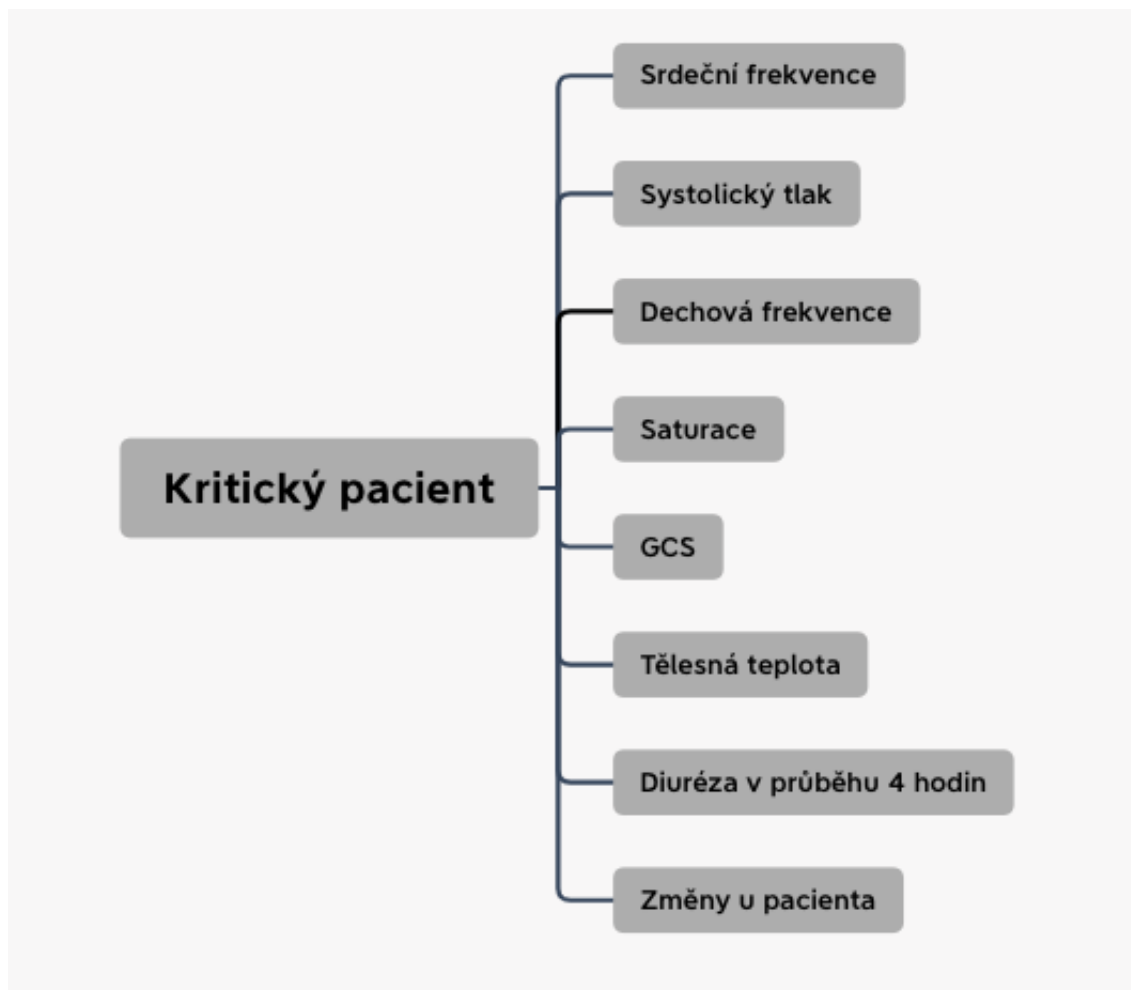 Srdeční frekvence
Systolický tlak
Dechová frekvence
Saturace
Kritický pacient
GCS
Tělesná teplota
Diuréza v průběhu 4 hodin
Změny u pacienta